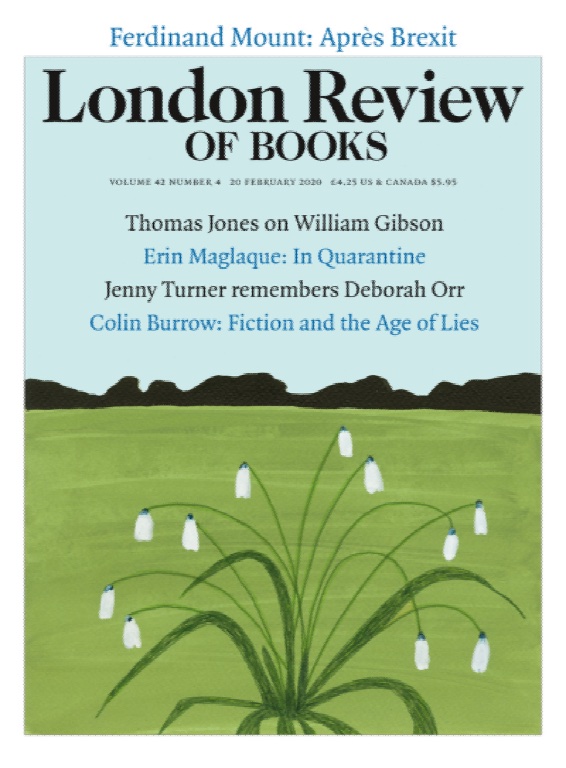 Ferdinand Mount: Après Brexit
London Review
OF BOOKS
VOLUME 42 NUMBER 4 20 FEBRUARY 2020 £4.25 US & CANADA $5.95
Thomas Jones on William Gibson
Erin Maglaque: In Quarantine
Jenny Turner remembers Deborah Orr
Colin Burrow: Fiction and the Age of Lies